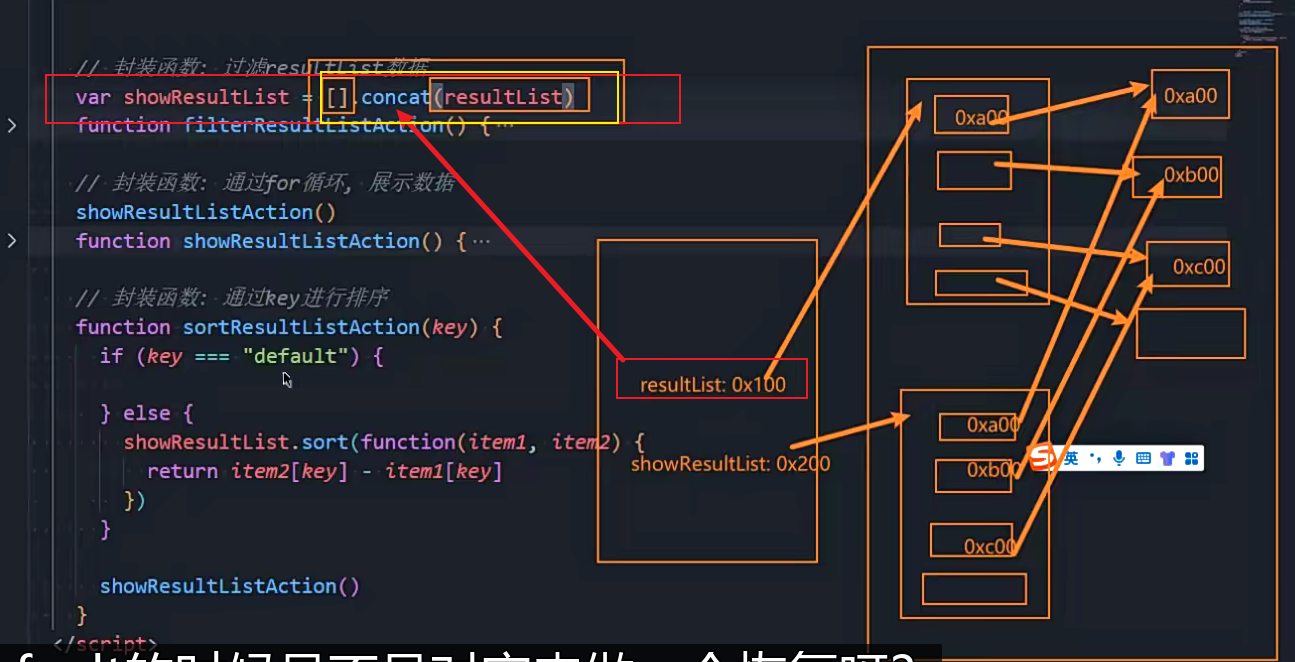 // 封装函数: 过滤resultList数据
var showResultList = [].concat(resultList)
function filterResultListAction() {…
// 封装函数: 通过for循环, 展示数据
showResultListAction()
function showResultListAction() {…
// 封装函数: 通过key进行排序
function sortResultListAction(key) {
if (key === "default") {
} else {
showResultList.sort(function(item1, item2) {
return item2[key] - item1[key]
})
}
showResultListAction()
}
</script>
resultList: 0x100
showResultList: 0x200
0xa00
0xa00
0xb00
0xc00
0xa00
0xb00
0xc00
英